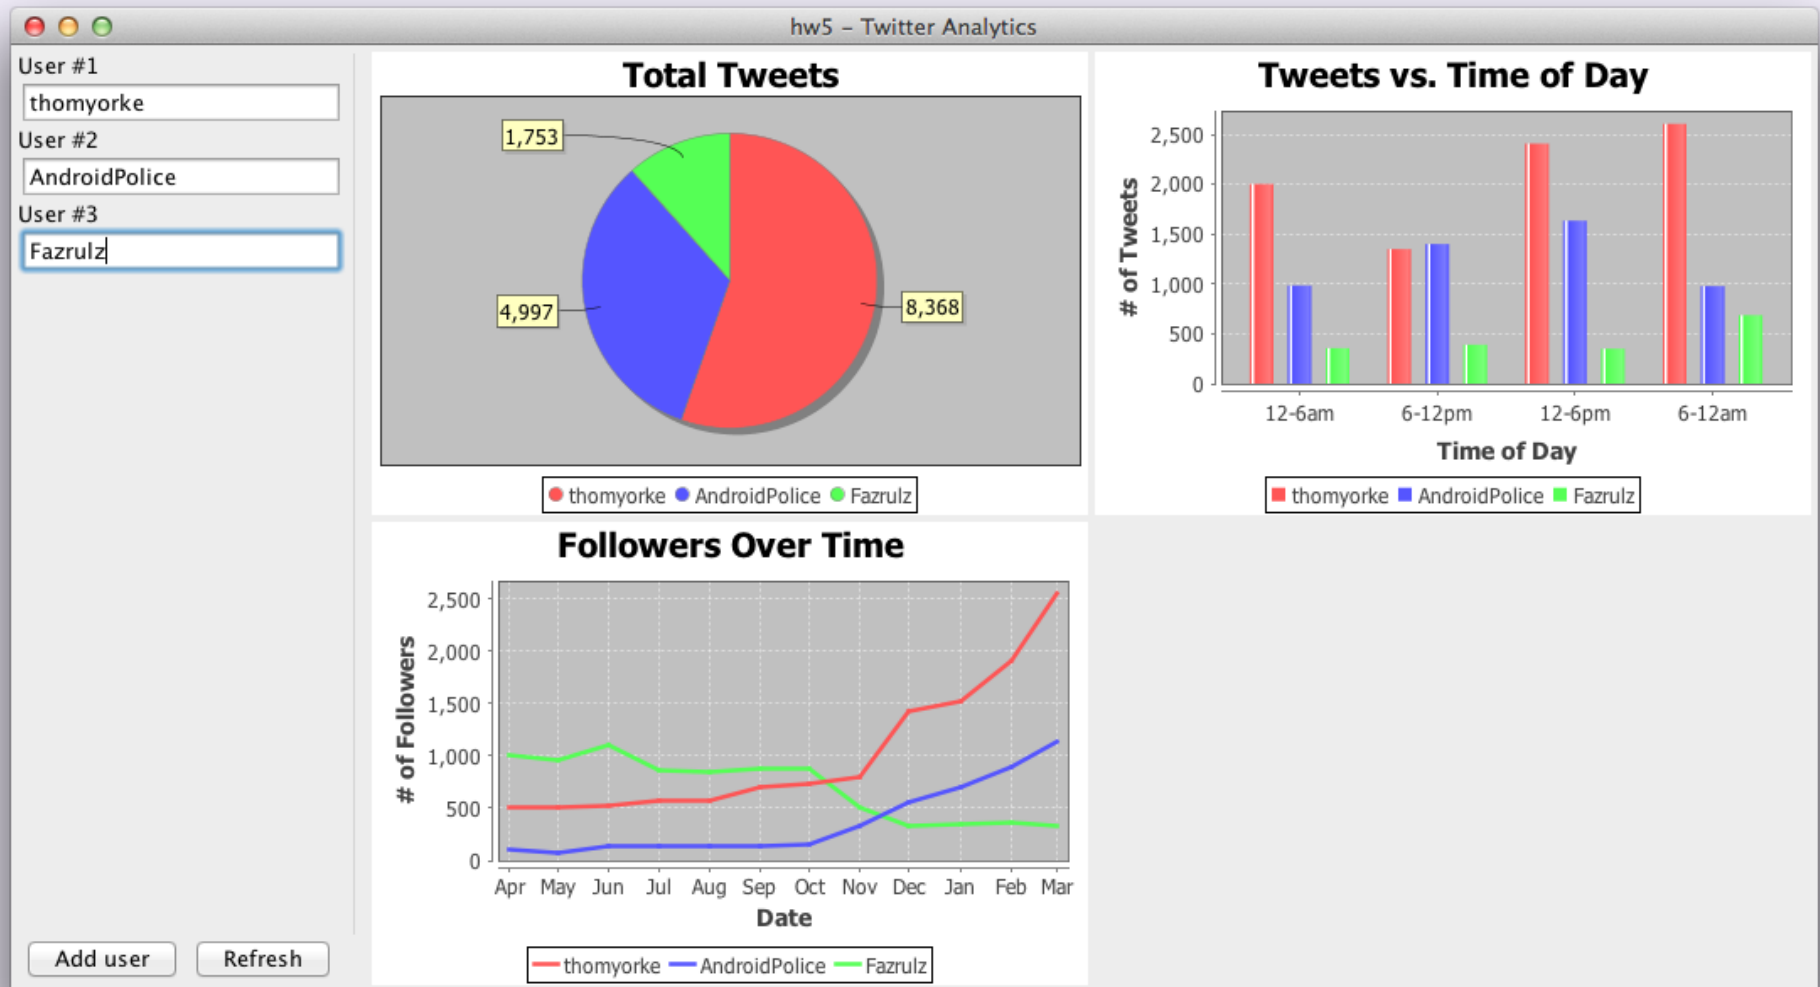 hw5 – Twitter Analytics
User #1
thomyorke
User #2
AndroidPolice
User #3
Fazrulz
Add user
Refresh
Total Tweets
1,753
4,997
8,368
thomyorke AndroidPolice Fazrulz
Tweets vs. Time of Day
# of Tweets
2,500
2,000
1,500
1,000
500
0
12-6am 6-12pm 12-6pm 6-12am
Time of Day
thomyorke AndroidPolice Fazrulz
Followers Over Time
# of Followers
2,500
2,000
1,500
1,000
500
0
Apr May Jun Jul Aug Sep Oct Nov Dec Jan Feb Mar
Date
thomyorke AndroidPolice Fazrulz